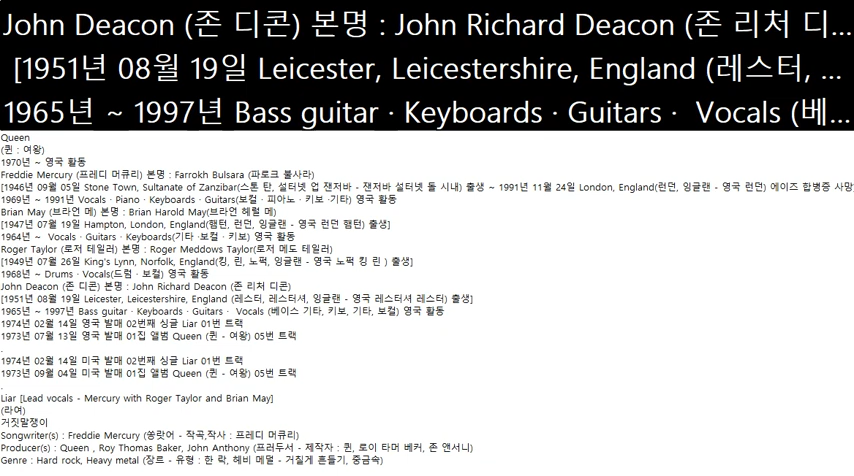 John Deacon (존 디콘) 본명 : John Richard Deacon (존 리처 디...
[1951년 08월 19일 Leicester, Leicestershire, England (레스터, ...
1965년 ~ 1997년 Bass guitar · Keyboards · Guitars ·  Vocals (베...
Queen
(퀸 : 여왕)
1970년 ~ 영국 활동
Freddie Mercury (프레디 머큐리) 본명 : Farrokh Bulsara (파로크 불사라)
[1946년 09월 05일 Stone Town, Sultanate of Zanzibar(스톤 탄, 설터넷 업 잰저바 - 잰저바 설터넷 돌 시내) 출생 ~ 1991년 11월 24일 London, England(런던, 잉글랜 - 영국 런던) 에이즈 합병증 사망
1969년 ~ 1991년 Vocals · Piano · Keyboards · Guitars(보컬 · 피아노 · 키보 ·기타) 영국 활동
Brian May (브라언 메) 본명 : Brian Harold May(브라언 헤럴 메)
[1947년 07월 19일 Hampton, London, England(햄턴, 런던, 잉글랜 - 영국 런던 햄턴) 출생]
1964년 ~  Vocals · Guitars · Keyboards(기타 ·보컬 · 키보) 영국 활동
Roger Taylor (로저 테일러) 본명 : Roger Meddows Taylor(로저 메도 테일러)
[1949년 07월 26일 King's Lynn, Norfolk, England(킹, 린, 노퍽, 잉글랜 - 영국 노퍽 킹 린 ) 출생]
1968년 ~ Drums · Vocals(드럼 · 보컬) 영국 활동
John Deacon (존 디콘) 본명 : John Richard Deacon (존 리처 디콘)
[1951년 08월 19일 Leicester, Leicestershire, England (레스터, 레스터셔, 잉글랜 - 영국 레스터셔 레스터) 출생]
1965년 ~ 1997년 Bass guitar · Keyboards · Guitars ·  Vocals (베이스 기타, 키보, 기타, 보컬) 영국 활동
1974년 02월 14일 영국 발매 02번째 싱글 Liar 01번 트랙
1973년 07월 13일 영국 발매 01집 앨범 Queen (퀸 - 여왕) 05번 트랙
.
1974년 02월 14일 미국 발매 02번째 싱글 Liar 01번 트랙
1973년 09월 04일 미국 발매 01집 앨범 Queen (퀸 - 여왕) 05번 트랙
.
Liar [Lead vocals - Mercury with Roger Taylor and Brian May]
(라여)
거짓말쟁이
Songwriter(s) : Freddie Mercury (쏭랏어 - 작곡,작사 : 프레디 머큐리)
Producer(s) : Queen , Roy Thomas Baker, John Anthony (프러두서 - 제작자 : 퀸, 로이 타머 베커, 존 앤서니)
Genre : Hard rock, Heavy metal (장르 - 유형 : 한 락, 헤비 메덜 - 거칠게 흔들기, 중금속)